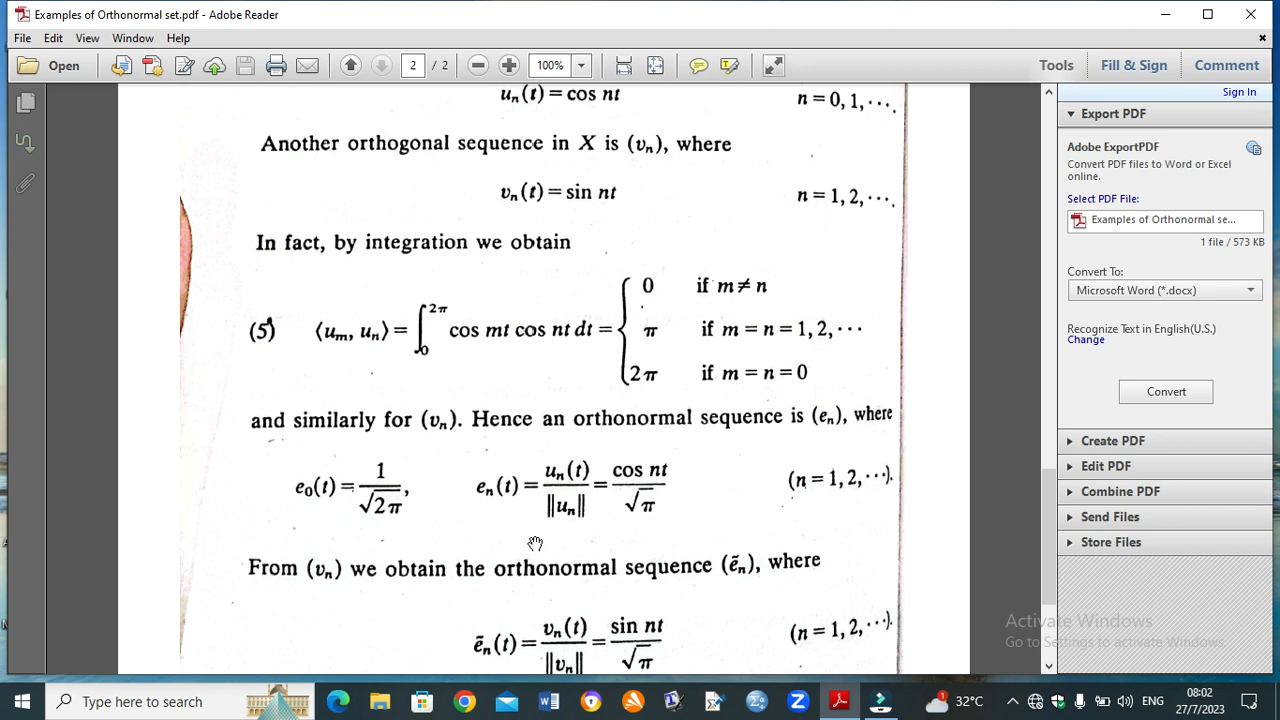 Examples of Orthonormal set.pdf - Adobe Reader
File Edit View Window Help
Open 2 / 2 100% Tools Fill & Sign Comment
Sign In
Export PDF
Adobe ExportPDF
Convert PDF files to Word or Excel
online.
Select PDF File:
Examples of Orthonormal se...
1 file / 573 KB
Convert To:
Microsoft Word (*.docx)
Recognize Text in English(U.S.)
Change
Convert
Create PDF
Edit PDF
Combine PDF
Send Files
Store Files
uₙ(t) = cos nt n = 0, 1, ···.
Another orthogonal sequence in X is (vₙ), where
vₙ(t) = sin nt n = 1, 2, ···.
In fact, by integration we obtain
(5) ⟨uₘ, uₙ⟩ = ∫₀^2π cos mt cos nt dt = { 0 if m ≠ n
π if m = n = 1, 2, ···
2π if m = n = 0
and similarly for (vₙ). Hence an orthonormal sequence is (eₙ), where
e₀(t) = 1/√2π, eₙ(t) = uₙ(t)/‖uₙ‖ = cos nt/√π (n = 1, 2, ···).
From (vₙ) we obtain the orthonormal sequence (ẽₙ), where
ẽₙ(t) = vₙ(t)/‖vₙ‖ = sin nt/√π (n = 1, 2, ···).
Activate Windows
Go to Settings to activate Windows.
Type here to search
32°C ENG 08:02
27/7/2023